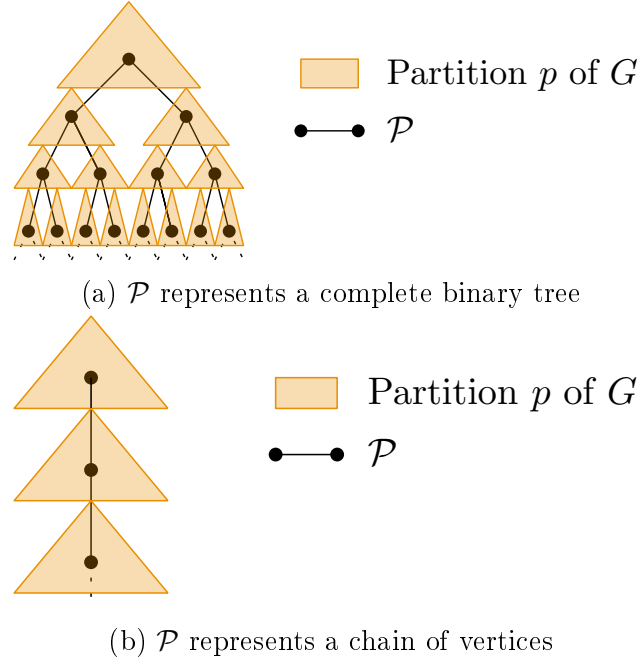 Partition p of G
𝒫
(a) 𝒫 represents a complete binary tree
Partition p of G
𝒫
(b) 𝒫 represents a chain of vertices